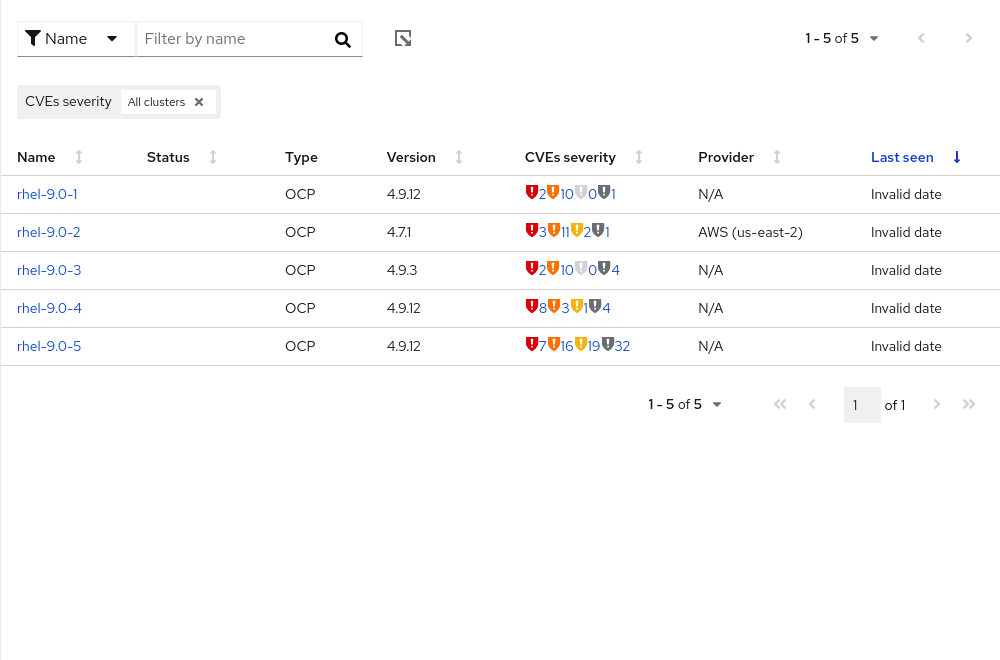 Name Filter by name 1 - 5 of 5
CVEs severity All clusters
Name Status Type Version CVEs severity Provider Last seen
rhel-9.0-1 OCP 4.9.12 2 10 0 1 N/A Invalid date
rhel-9.0-2 OCP 4.7.1 3 11 2 1 AWS (us-east-2) Invalid date
rhel-9.0-3 OCP 4.9.3 2 10 0 4 N/A Invalid date
rhel-9.0-4 OCP 4.9.12 8 3 1 4 N/A Invalid date
rhel-9.0-5 OCP 4.9.12 7 16 19 32 N/A Invalid date
1 - 5 of 5 1 of 1